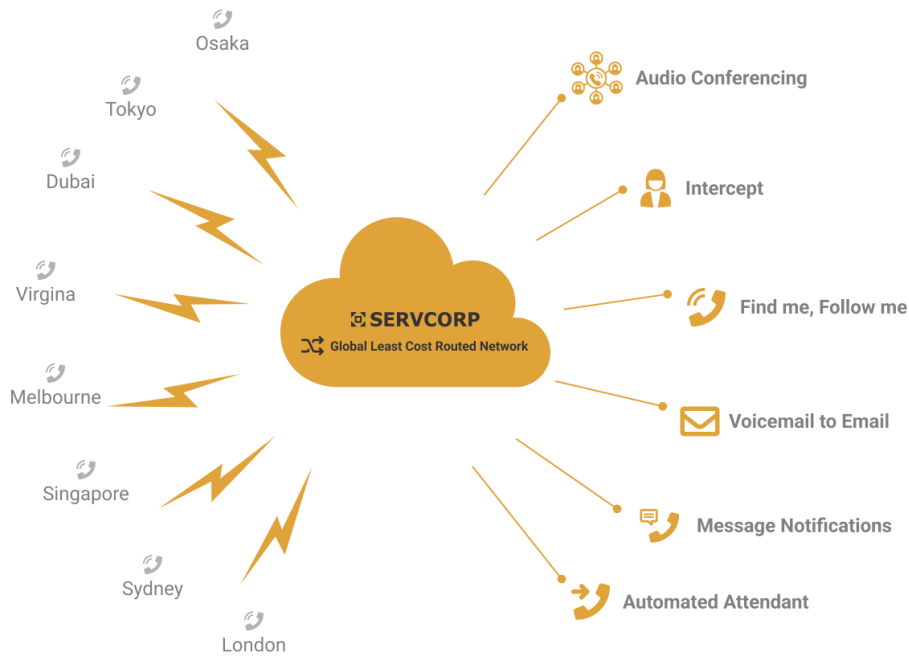 Osaka
Tokyo
Dubai
Virgina
Melbourne
Singapore
Sydney
London
SERVCORP
Global Least Cost Routed Network
Audio Conferencing
Intercept
Find me, Follow me
Voicemail to Email
Message Notifications
Automated Attendant